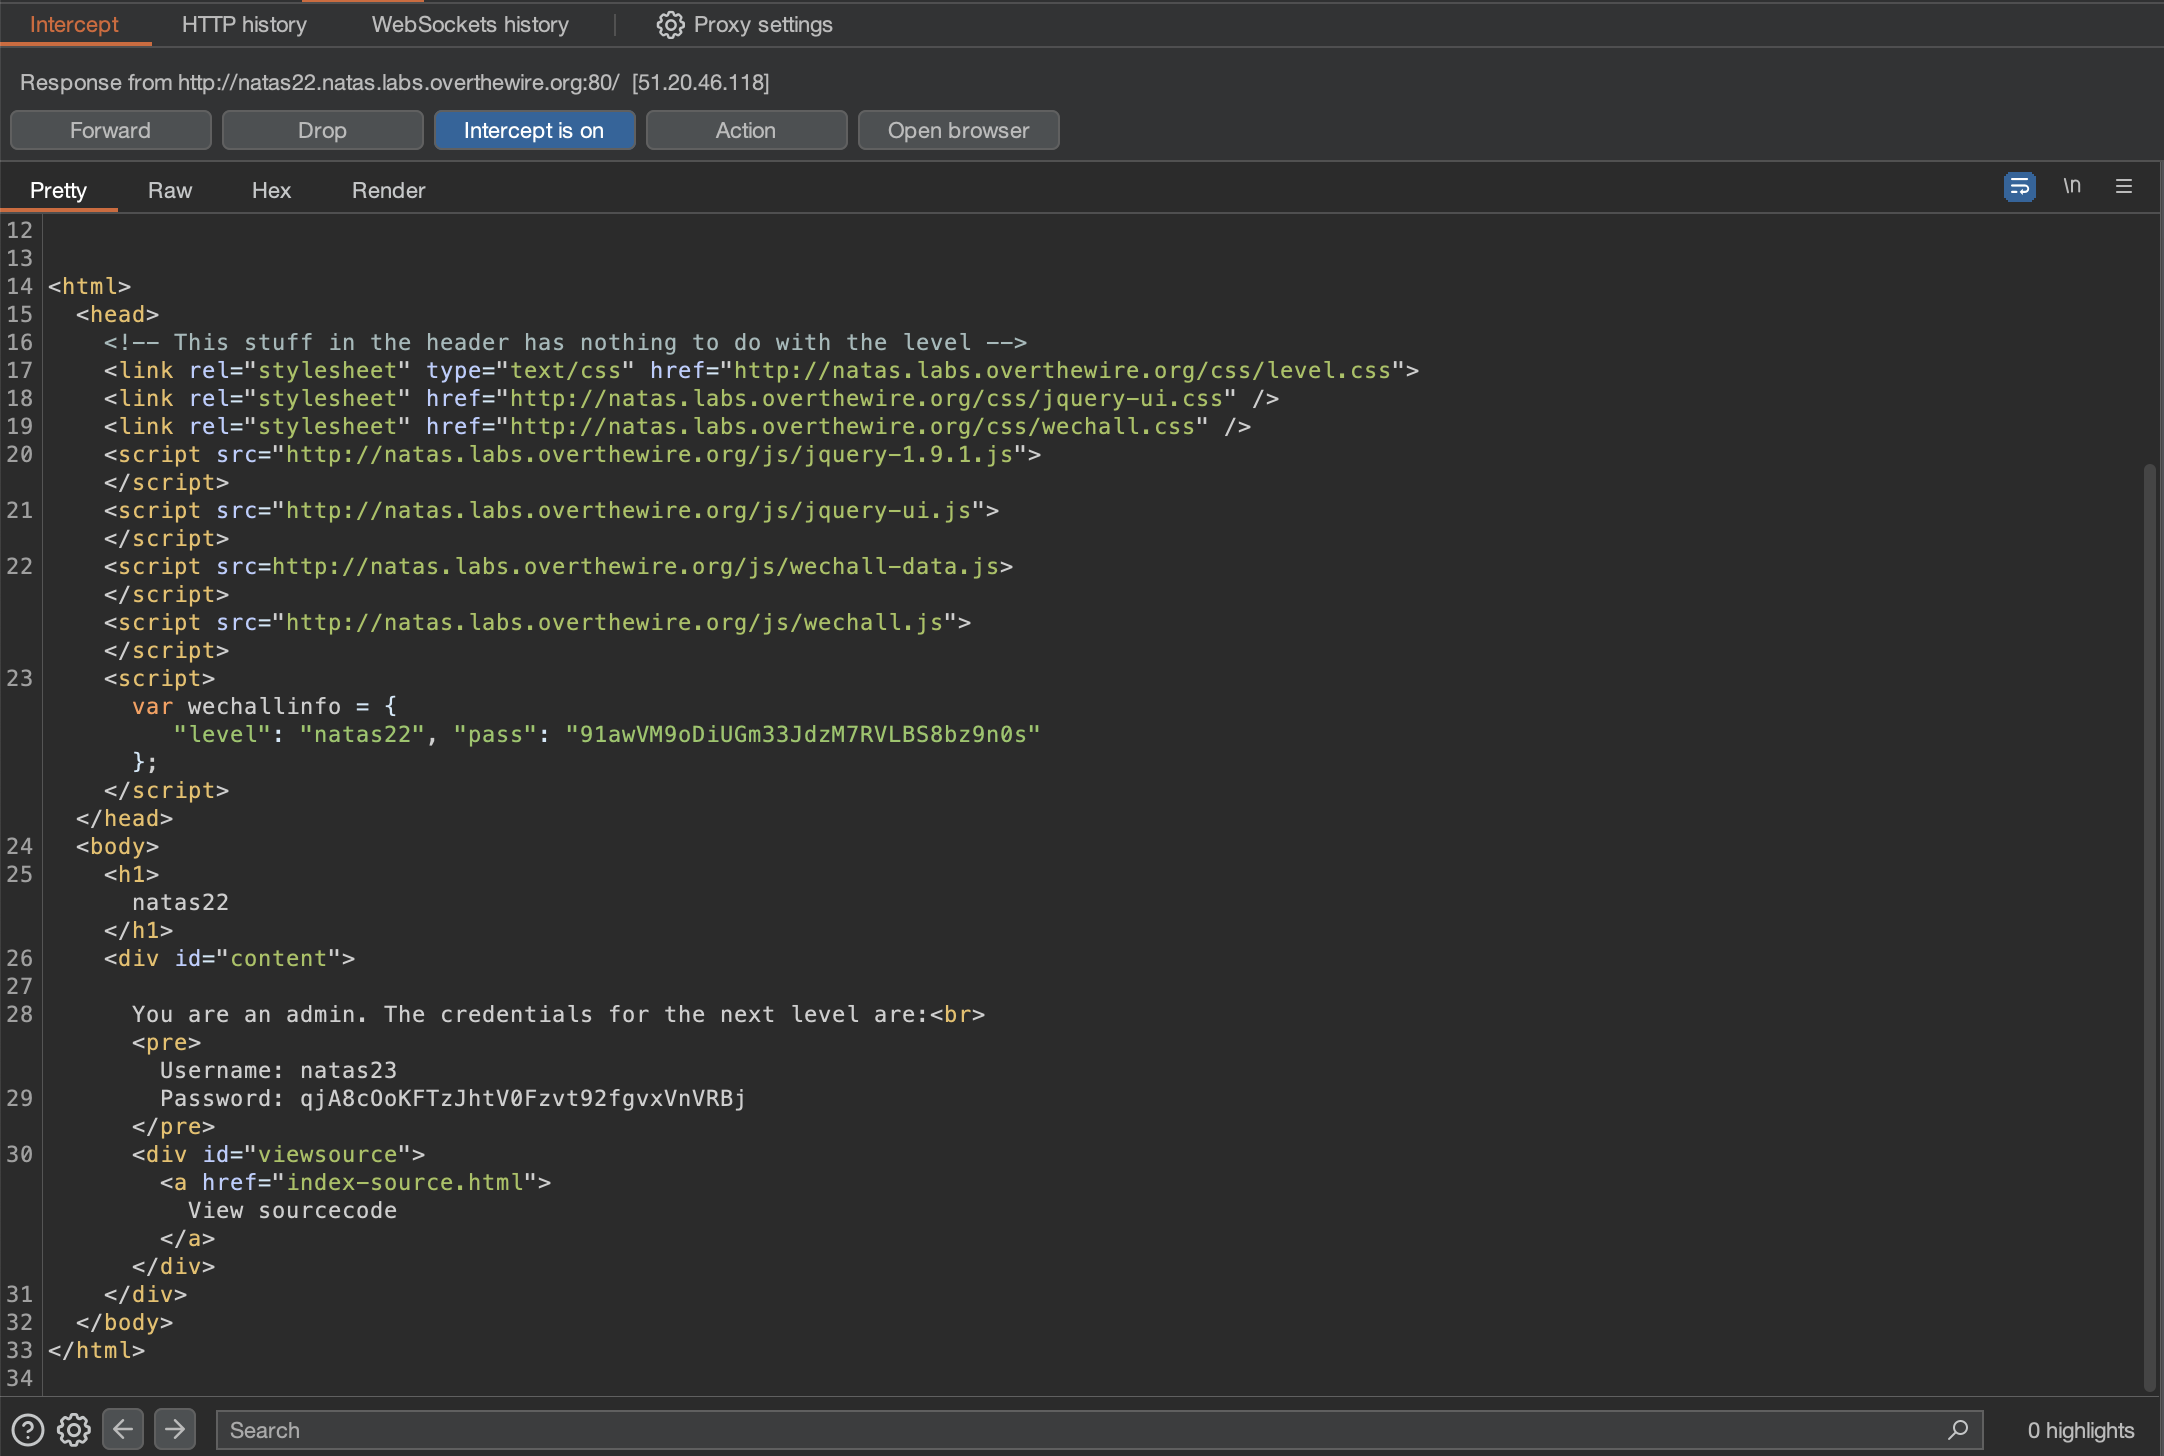 Intercept HTTP history WebSockets history Proxy settings
Response from http://natas22.natas.labs.overthewire.org:80/ [51.20.46.118]
Forward Drop Intercept is on Action Open browser
Pretty Raw Hex Render \n
12
13
14 <html>
15 <head>
16 <!-- This stuff in the header has nothing to do with the level -->
17 <link rel="stylesheet" type="text/css" href="http://natas.labs.overthewire.org/css/level.css">
18 <link rel="stylesheet" href="http://natas.labs.overthewire.org/css/jquery-ui.css" />
19 <link rel="stylesheet" href="http://natas.labs.overthewire.org/css/wechall.css" />
20 <script src="http://natas.labs.overthewire.org/js/jquery-1.9.1.js">
</script>
21 <script src="http://natas.labs.overthewire.org/js/jquery-ui.js">
</script>
22 <script src=http://natas.labs.overthewire.org/js/wechall-data.js>
</script>
<script src="http://natas.labs.overthewire.org/js/wechall.js">
</script>
23 <script>
var wechallinfo = {
"level": "natas22", "pass": "91awVM9oDiUGm33JdzM7RVLBS8bz9n0s"
};
</script>
</head>
24 <body>
25 <h1>
natas22
</h1>
26 <div id="content">
27
28 You are an admin. The credentials for the next level are:<br>
<pre>
Username: natas23
29 Password: qjA8cOoKFTzJhtV0Fzvt92fgvxVnVRBj
</pre>
30 <div id="viewsource">
<a href="index-source.html">
View sourcecode
</a>
</div>
31 </div>
32 </body>
33 </html>
34
? Search 0 highlights